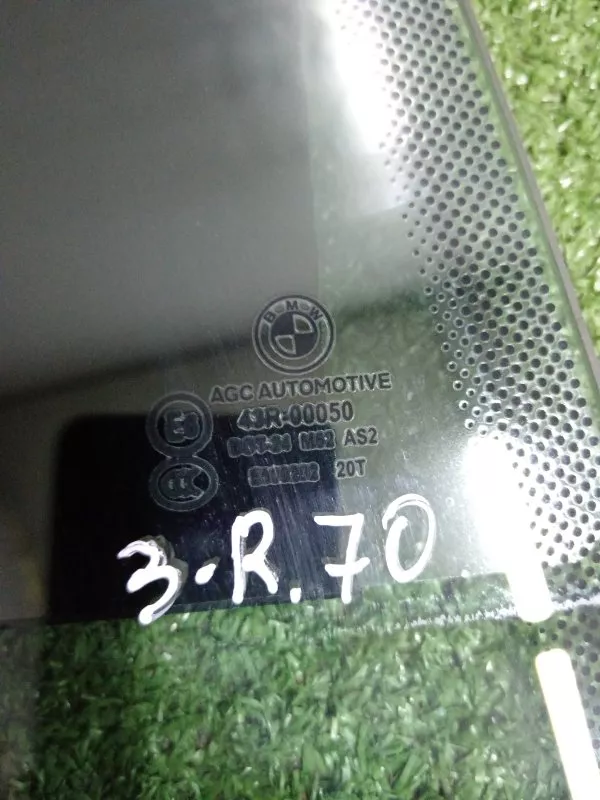 BMW
AGC AUTOMOTIVE
43R-00050
AS2
20T
3-R.70